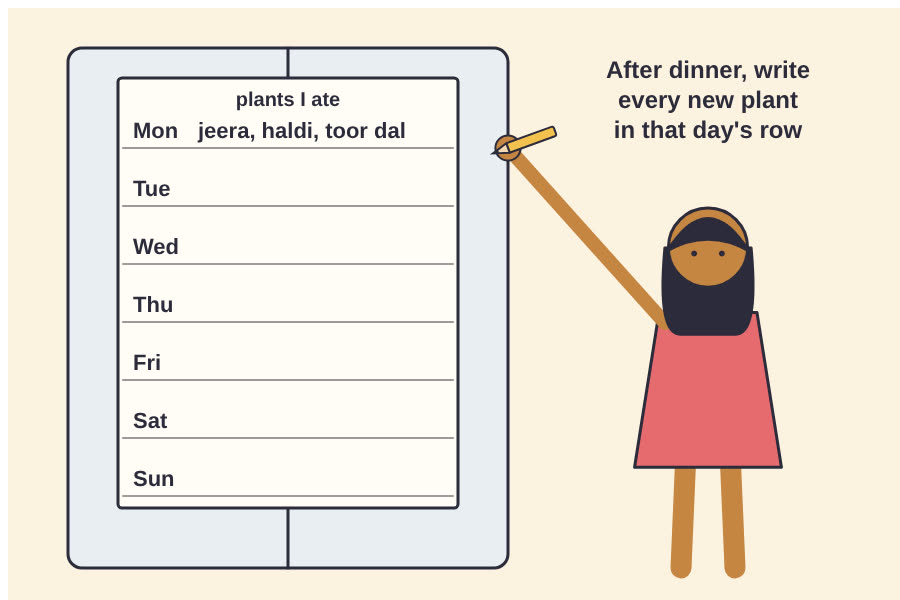 plants I ate
Mon jeera, haldi, toor dal
Tue
Wed
Thu
Fri
Sat
Sun
After dinner, write
every new plant
in that day's row